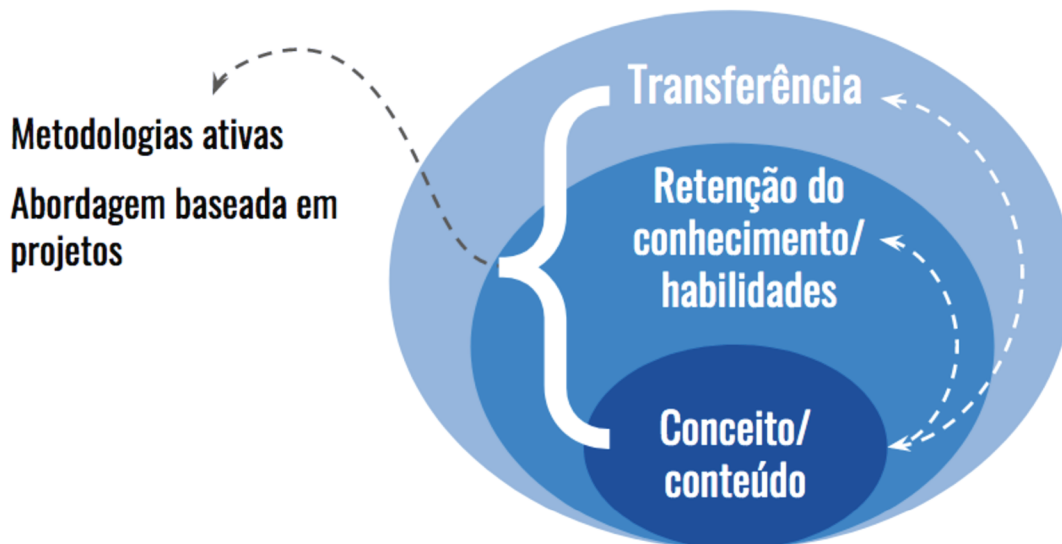 Metodologias ativas
Abordagem baseada em
projetos
Transferência
Retenção do
conhecimento/
habilidades
Conceito/
conteúdo